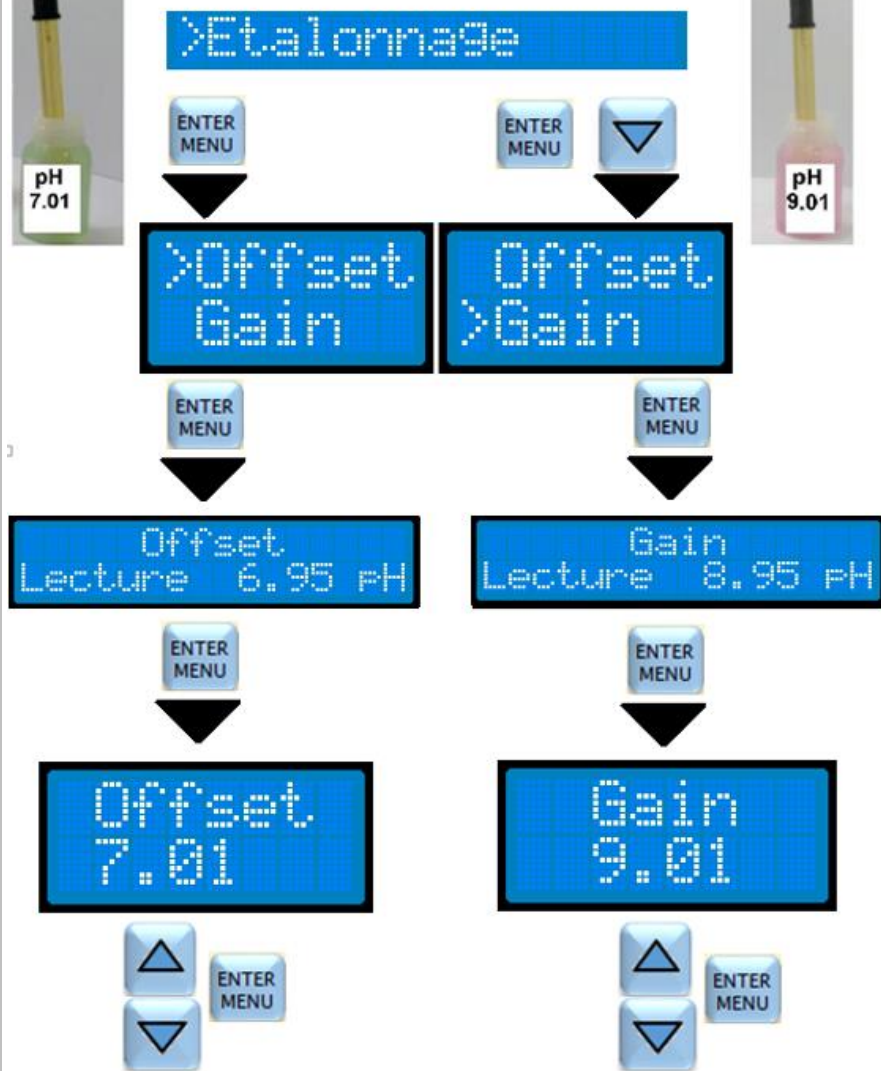 >Etalonnage
pH
7.01
ENTER
MENU
ENTER
MENU
pH
9.01
>Offset
Gain
Offset
>Gain
ENTER
MENU
ENTER
MENU
Offset
Lecture 6.95 pH
Gain
Lecture 8.95 pH
ENTER
MENU
ENTER
MENU
Offset
7.01
Gain
9.01
ENTER
MENU
ENTER
MENU